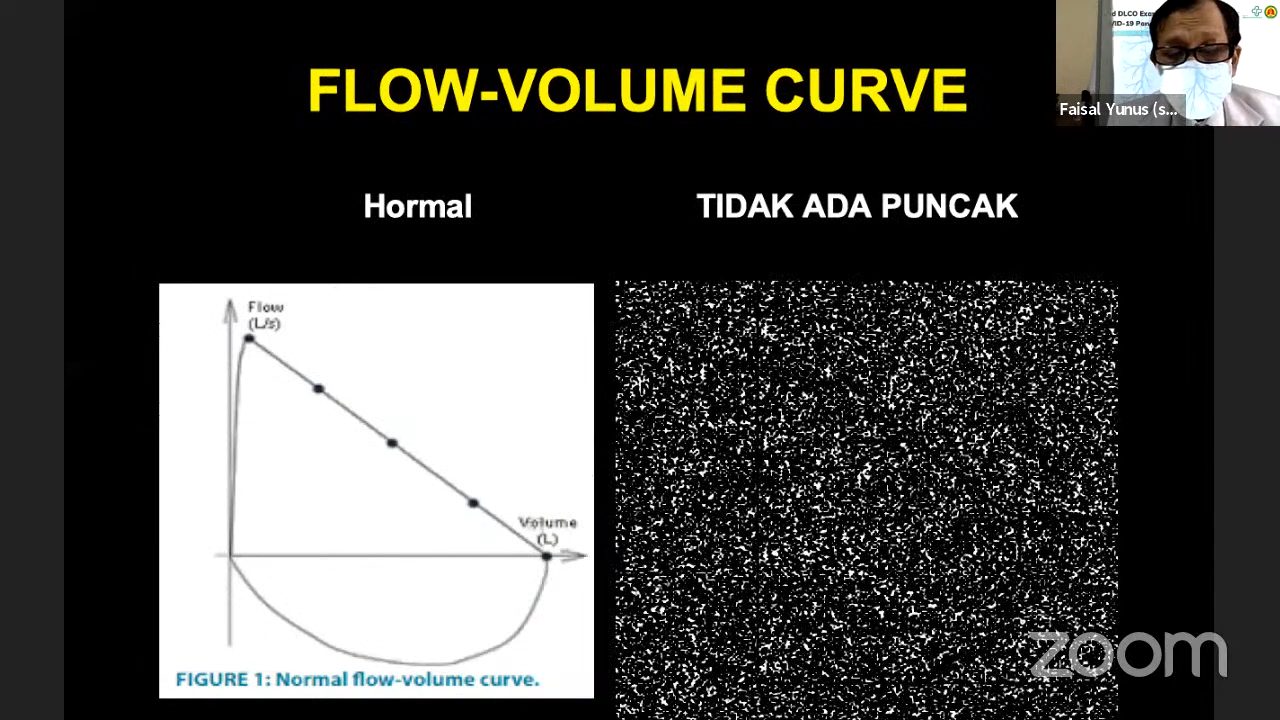 FLOW-VOLUME CURVE
Faisal Yunus (s...
Hormal
TIDAK ADA PUNCAK
Flow
(L/s)
Volume
(L)
FIGURE 1: Normal flow-volume curve.
zoom